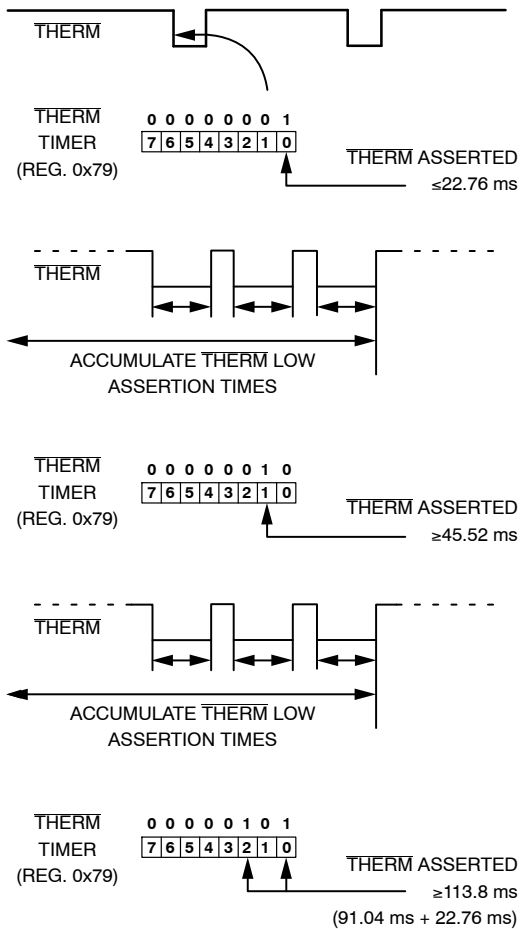 THERM
THERM
TIMER
(REG. 0x79)
0 0 0 0 0 0 0 1
7 6 5 4 3 2 1 0
THERM ASSERTED
≤22.76 ms
THERM
ACCUMULATE THERM LOW
ASSERTION TIMES
THERM
TIMER
(REG. 0x79)
0 0 0 0 0 0 1 0
7 6 5 4 3 2 1 0
THERM ASSERTED
≥45.52 ms
THERM
ACCUMULATE THERM LOW
ASSERTION TIMES
THERM
TIMER
(REG. 0x79)
0 0 0 0 0 1 0 1
7 6 5 4 3 2 1 0
THERM ASSERTED
≥113.8 ms
(91.04 ms + 22.76 ms)